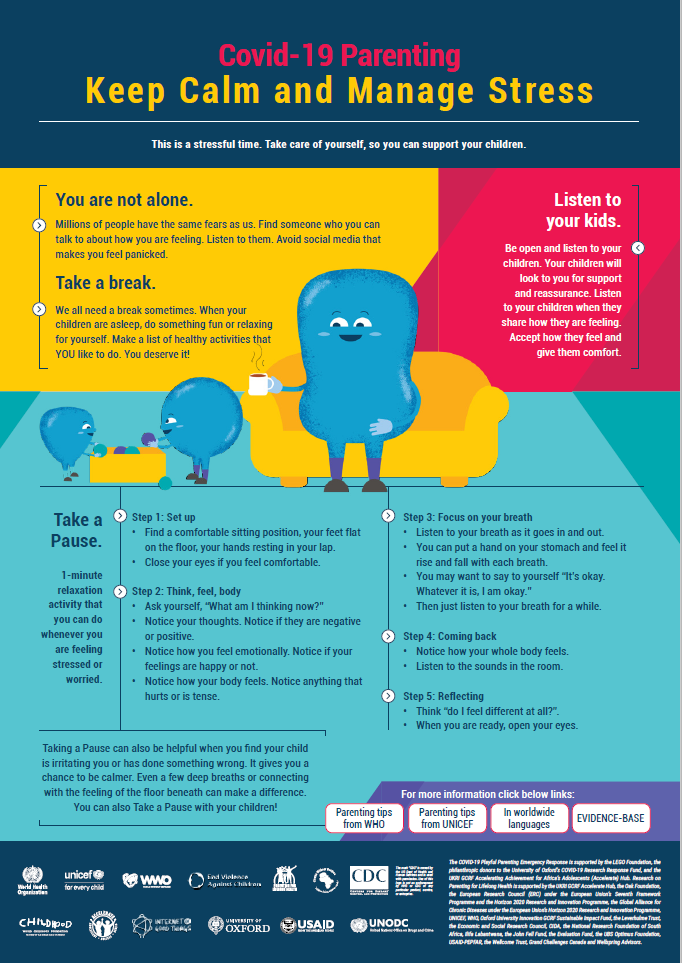 Covid-19 Parenting
Keep Calm and Manage Stress
This is a stressful time. Take care of yourself, so you can support your children.
You are not alone.
Millions of people have the same fears as us. Find someone who you can
talk to about how you are feeling. Listen to them. Avoid social media that
makes you feel panicked.
Take a break.
We all need a break sometimes. When your
children are asleep, do something fun or relaxing
for yourself. Make a list of healthy activities that
YOU like to do. You deserve it!
Listen to
your kids.
Be open and listen to your
children. Your children will
look to you for support
and reassurance. Listen
to your children when they
share how they are feeling.
Accept how they feel and
give them comfort.
Take a
Pause.
1-minute
relaxation
activity that
you can do
whenever you
are feeling
stressed or
worried.
Step 1: Set up
• Find a comfortable sitting position, your feet flat
on the floor, your hands resting in your lap.
• Close your eyes if you feel comfortable.
Step 2: Think, feel, body
• Ask yourself, “What am I thinking now?”
• Notice your thoughts. Notice if they are negative
or positive.
• Notice how you feel emotionally. Notice if your
feelings are happy or not.
• Notice how your body feels. Notice anything that
hurts or is tense.
Step 3: Focus on your breath
• Listen to your breath as it goes in and out.
• You can put a hand on your stomach and feel it
rise and fall with each breath.
• You may want to say to yourself “It’s okay.
Whatever it is, I am okay.”
• Then just listen to your breath for a while.
Step 4: Coming back
• Notice how your whole body feels.
• Listen to the sounds in the room.
Step 5: Reflecting
• Think “do I feel different at all?”.
• When you are ready, open your eyes.
Taking a Pause can also be helpful when you find your child
is irritating you or has done something wrong. It gives you a
chance to be calmer. Even a few deep breaths or connecting
with the feeling of the floor beneath can make a difference.
You can also Take a Pause with your children!
For more information click below links:
Parenting tips
from WHO
Parenting tips
from UNICEF
In worldwide
languages
EVIDENCE-BASE
World Health
Organization
unicef
for every child
WWO
End Violence
Against Children
CDC
CHILDHOOD
INTERNET OF
GOOD THINGS
UNIVERSITY OF
OXFORD
USAID
FROM THE AMERICAN PEOPLE
UNODC
United Nations Office on Drugs and Crime
The COVID-19 Playful Parenting Emergency Response is supported by the LEGO Foundation, the
philanthropic donors to the University of Oxford's COVID-19 Research Response Fund, and the
UKRI GCRF Accelerating Achievement for Africa's Adolescents (Accelerate) Hub. Research on
Parenting for Lifelong Health is supported by the UKRI GCRF Accelerate Hub, the Oak Foundation,
the European Research Council (ERC) under the European Union's Seventh Framework
Programme and the Horizon 2020 Research and Innovation Programme, the Global Alliance for
Chronic Diseases under the European Union's Horizon 2020 Research and Innovation Programme,
UNICEF, WHO, Oxford University Innovation GCRF Sustainable Impact Fund, the Leverhulme Trust,
the Economic and Social Research Council, CIDA, the National Research Foundation of South
Africa, Ilifa Labantwana, the John Fell Fund, the Evaluation Fund, the UBS Optimus Foundation,
USAID-PEPFAR, the Wellcome Trust, Grand Challenges Canada and Wellspring Advisors.